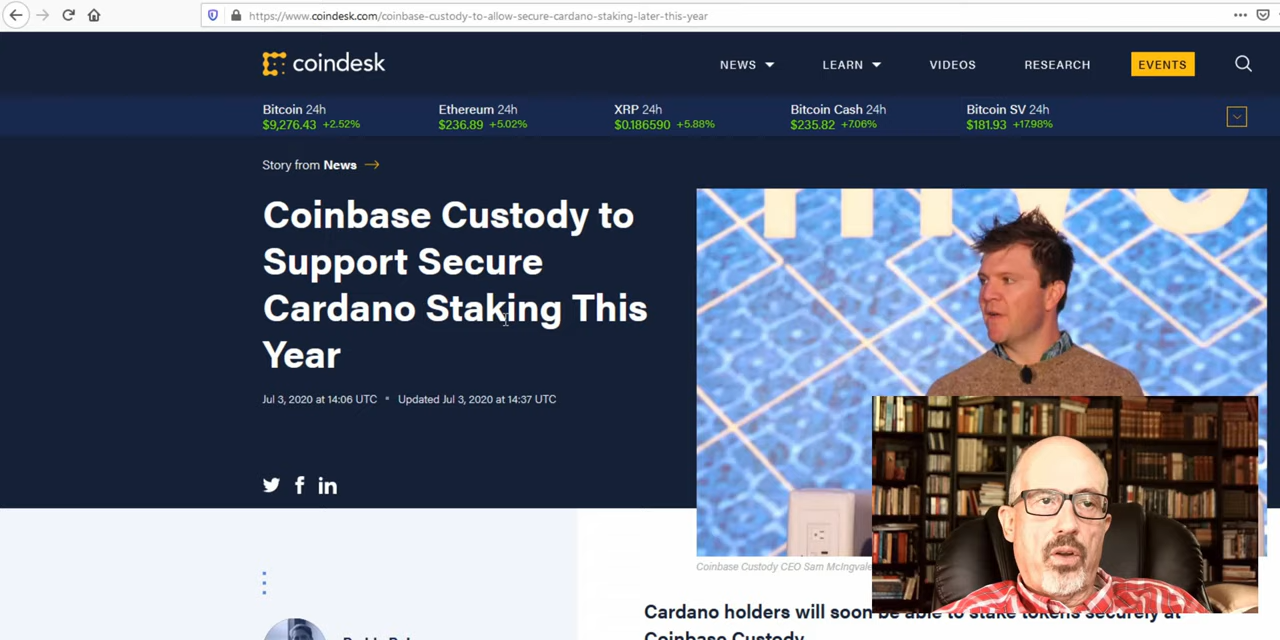 https://www.coindesk.com/coinbase-custody-to-allow-secure-cardano-staking-later-this-year
coindesk
NEWS LEARN VIDEOS RESEARCH EVENTS
Bitcoin 24h Ethereum 24h XRP 24h Bitcoin Cash 24h Bitcoin SV 24h
$9,276.43 +2.52% $236.89 +5.02% $0.186590 +5.88% $235.82 +7.06% $181.93 +17.98%
Story from News
Coinbase Custody to
Support Secure
Cardano Staking This
Year
Jul 3, 2020 at 14:06 UTC • Updated Jul 3, 2020 at 14:37 UTC
Coinbase Custody CEO Sam McIngvale
Cardano holders will soon be able to stake tokens securely at
Coinbase Custody